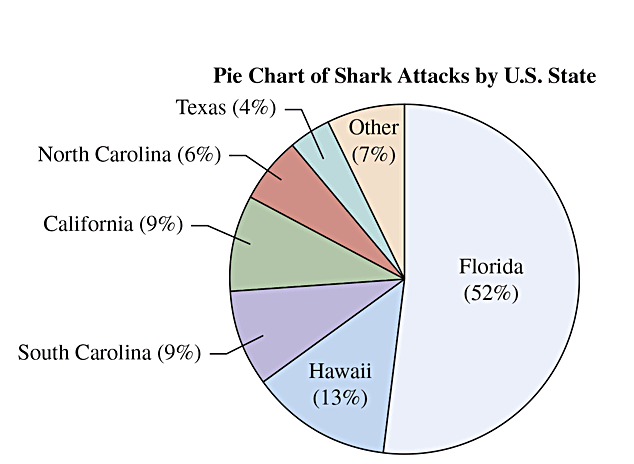 Pie Chart of Shark Attacks by U.S. State
Texas (4%)
Other
(7%)
North Carolina (6%)
California (9%)
Florida
(52%)
South Carolina (9%)
Hawaii
(13%)